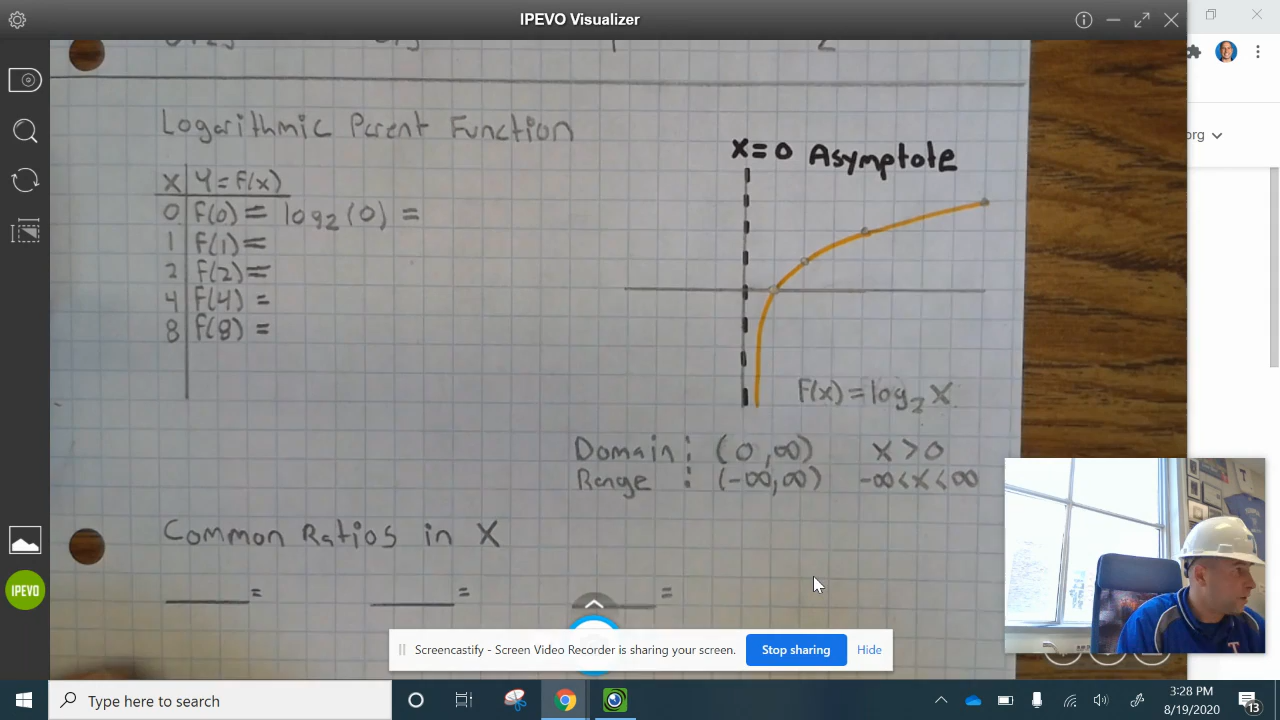 IPEVO Visualizer
Logarithmic Parent Function
X Y = F(x)
0 F(0) = log2(0) =
1 F(1) =
2 F(2) =
4 F(4) =
8 F(8) =
x = 0 Asymptote
F(x) = log2 X
Domain : (0, ∞) X > 0
Range : (-∞, ∞) -∞ < X < ∞
Common Ratios in X
= = =
org
IPEVO
Screencastify - Screen Video Recorder is sharing your screen.
Stop sharing
Hide
Type here to search
3:28 PM
8/19/2020
13